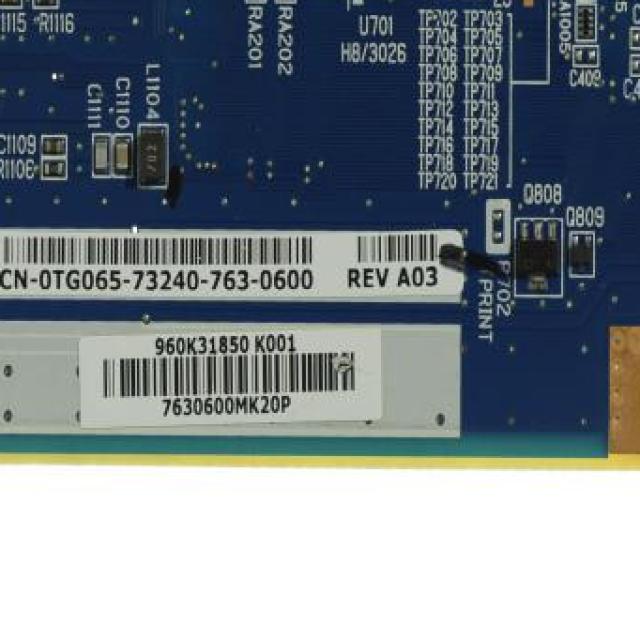 1115 R1116
RA201
RA202
U701
H8/3026
TP702 TP703
TP704 TP705
TP706 TP707
TP708 TP709
TP710 TP711
TP712 TP713
TP714 TP715
TP716 TP717
TP718 TP719
TP720 TP721
A1005
C409
C1111
C1110
L1104
C1109
R1106
Q808
Q809
CN-0TG065-73240-763-0600 REV A03
P702
PRINT
960K31850 K001
7630600MK20P